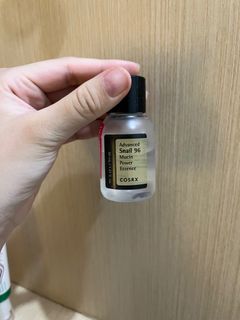 Advanced
Snail 96
Mucin
Power
Essence
COSRX